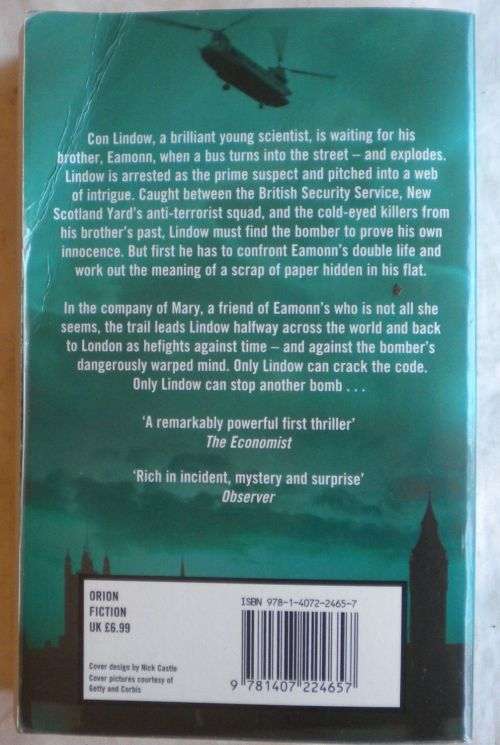 Con Lindow, a brilliant young scientist, is waiting for his
brother, Eamonn, when a bus turns into the street – and explodes.
Lindow is arrested as the prime suspect and pitched into a web
of intrigue. Caught between the British Security Service, New
Scotland Yard's anti-terrorist squad, and the cold-eyed killers from
his brother's past, Lindow must find the bomber to prove his own
innocence. But first he has to confront Eamonn's double life and
work out the meaning of a scrap of paper hidden in his flat.
In the company of Mary, a friend of Eamonn's who is not all she
seems, the trail leads Lindow halfway across the world and back
to London as hefights against time – and against the bomber's
dangerously warped mind. Only Lindow can crack the code.
Only Lindow can stop another bomb . . .
'A remarkably powerful first thriller'
The Economist
'Rich in incident, mystery and surprise'
Observer
ORION
FICTION
UK £6.99
Cover design by Nick Castle
Cover pictures courtesy of
Getty and Corbis
ISBN 978-1-4072-2465-7
9 781407 224657